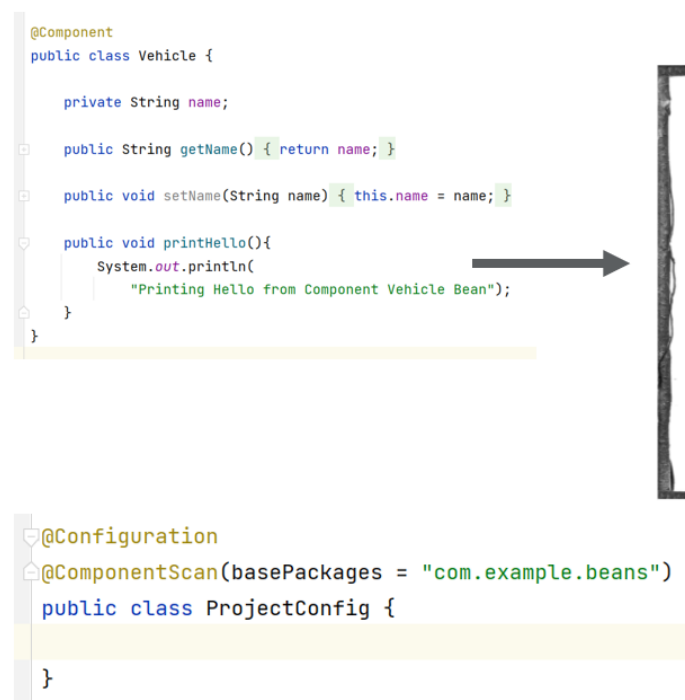 @Component
public class Vehicle {
private String name;
public String getName() { return name; }
public void setName(String name) { this.name = name; }
public void printHello(){
System.out.println(
"Printing Hello from Component Vehicle Bean");
}
}
@Configuration
@ComponentScan(basePackages = "com.example.beans")
public class ProjectConfig {
}